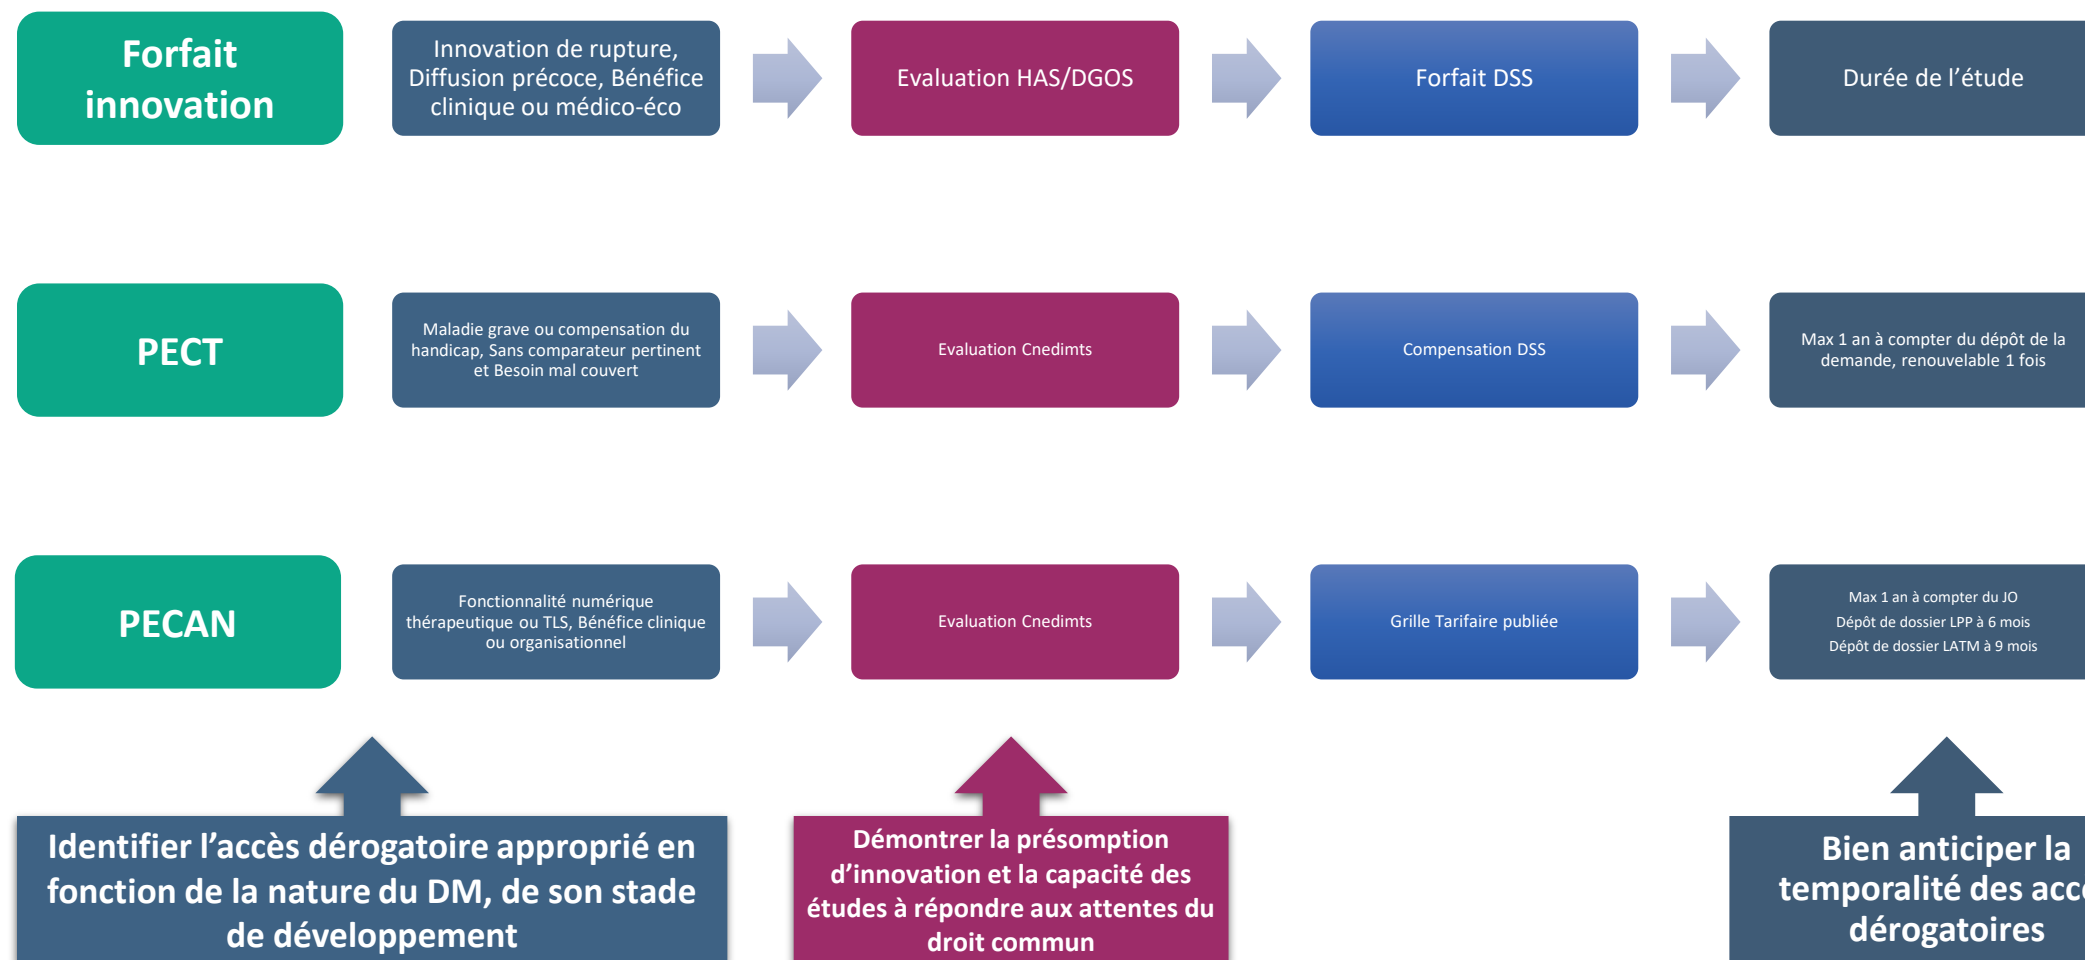 Forfait
innovation
Innovation de rupture,
Diffusion précoce, Bénéfice
clinique ou médico-éco
Evaluation HAS/DGOS
Forfait DSS
Durée de l'étude
PECT
Maladie grave ou compensation du
handicap, Sans comparateur pertinent
et Besoin mal couvert
Evaluation Cnedimts
Compensation DSS
Max 1 an à compter du dépôt de la
demande, renouvelable 1 fois
PECAN
Fonctionnalité numérique
thérapeutique ou TLS, Bénéfice clinique
ou organisationnel
Evaluation Cnedimts
Grille Tarifaire publiée
Max 1 an à compter du JO
Dépôt de dossier LPP à 6 mois
Dépôt de dossier LATM à 9 mois
Identifier l'accès dérogatoire approprié en
fonction de la nature du DM, de son stade
de développement
Démontrer la présomption
d'innovation et la capacité des
études à répondre aux attentes du
droit commun
Bien anticiper la
temporalité des
dérogatoires